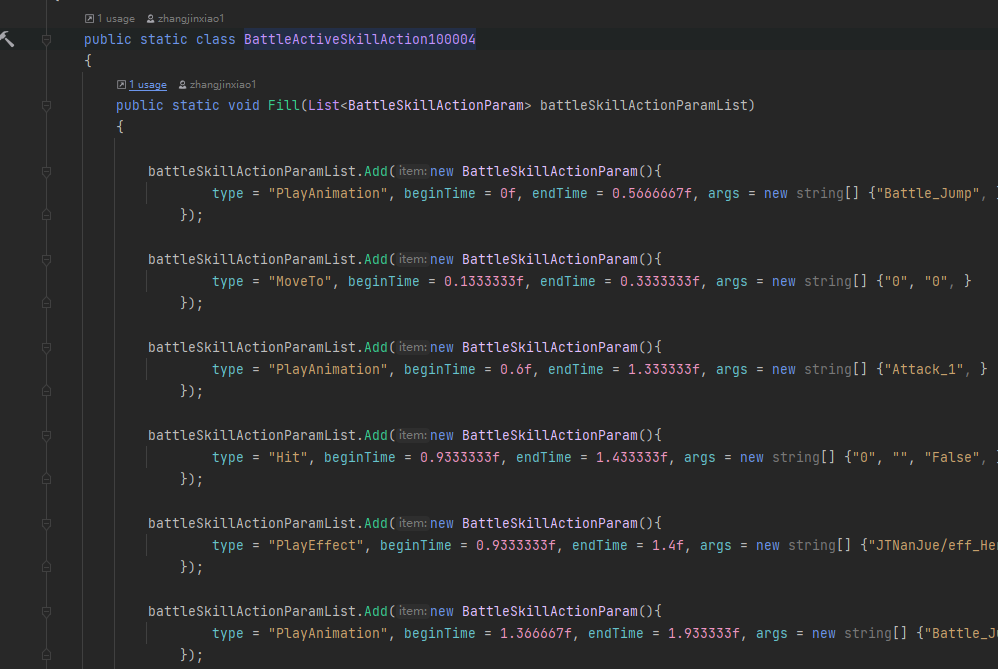 1 usage zhangjinxiao1
public static class BattleActiveSkillAction100004
{
1 usage zhangjinxiao1
public static void Fill(List<BattleSkillActionParam> battleSkillActionParamList)
{
battleSkillActionParamList.Add(item:new BattleSkillActionParam(){
type = "PlayAnimation", beginTime = 0f, endTime = 0.5666667f, args = new string[] {"Battle_Jump",
});
battleSkillActionParamList.Add(item:new BattleSkillActionParam(){
type = "MoveTo", beginTime = 0.1333333f, endTime = 0.3333333f, args = new string[] {"0", "0", }
});
battleSkillActionParamList.Add(item:new BattleSkillActionParam(){
type = "PlayAnimation", beginTime = 0.6f, endTime = 1.333333f, args = new string[] {"Attack_1", }
});
battleSkillActionParamList.Add(item:new BattleSkillActionParam(){
type = "Hit", beginTime = 0.9333333f, endTime = 1.433333f, args = new string[] {"0", "", "False",
});
battleSkillActionParamList.Add(item:new BattleSkillActionParam(){
type = "PlayEffect", beginTime = 0.9333333f, endTime = 1.4f, args = new string[] {"JTNanJue/eff_He
});
battleSkillActionParamList.Add(item:new BattleSkillActionParam(){
type = "PlayAnimation", beginTime = 1.366667f, endTime = 1.933333f, args = new string[] {"Battle_J
});